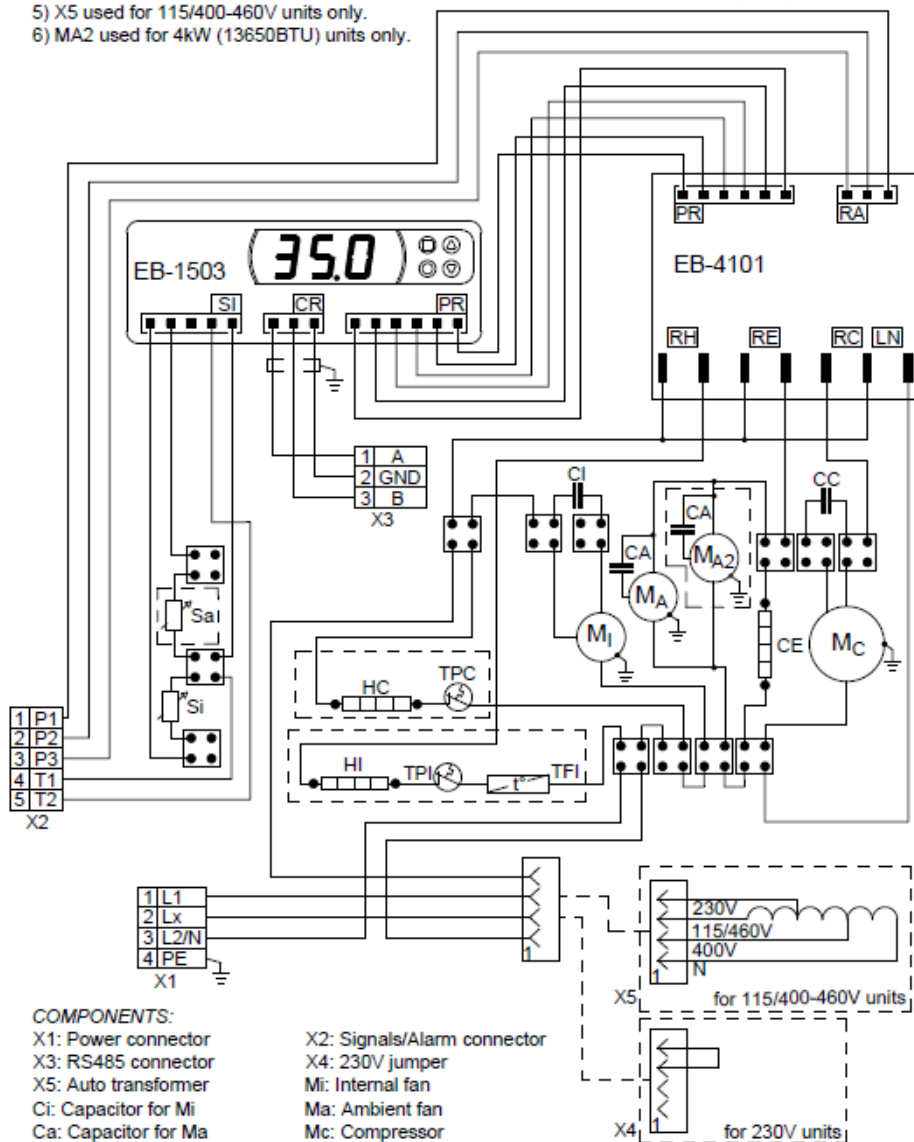 5) X5 used for 115/400-460V units only.
6) MA2 used for 4kW (13650BTU) units only.
PR
RA
EB-4101
EB-1503
35.0
SI
CR
PR
RH
RE
RC
LN
1 A
2 GND
3 B
X3
CI
CA
CA
CC
MA2
MA
MI
CE
MC
Sa
Si
HC
TPC
HI
TPI
t°
TFI
1 P1
2 P2
3 P3
4 T1
5 T2
X2
1 L1
2 Lx
3 L2/N
4 PE
X1
1
230V
115/460V
400V
1 N
X5
for 115/400-460V units
1
X4
for 230V units
COMPONENTS:
X1: Power connector
X2: Signals/Alarm connector
X3: RS485 connector
X4: 230V jumper
X5: Auto transformer
Mi: Internal fan
Ci: Capacitor for Mi
Ma: Ambient fan
Ca: Capacitor for Ma
Mc: Compressor